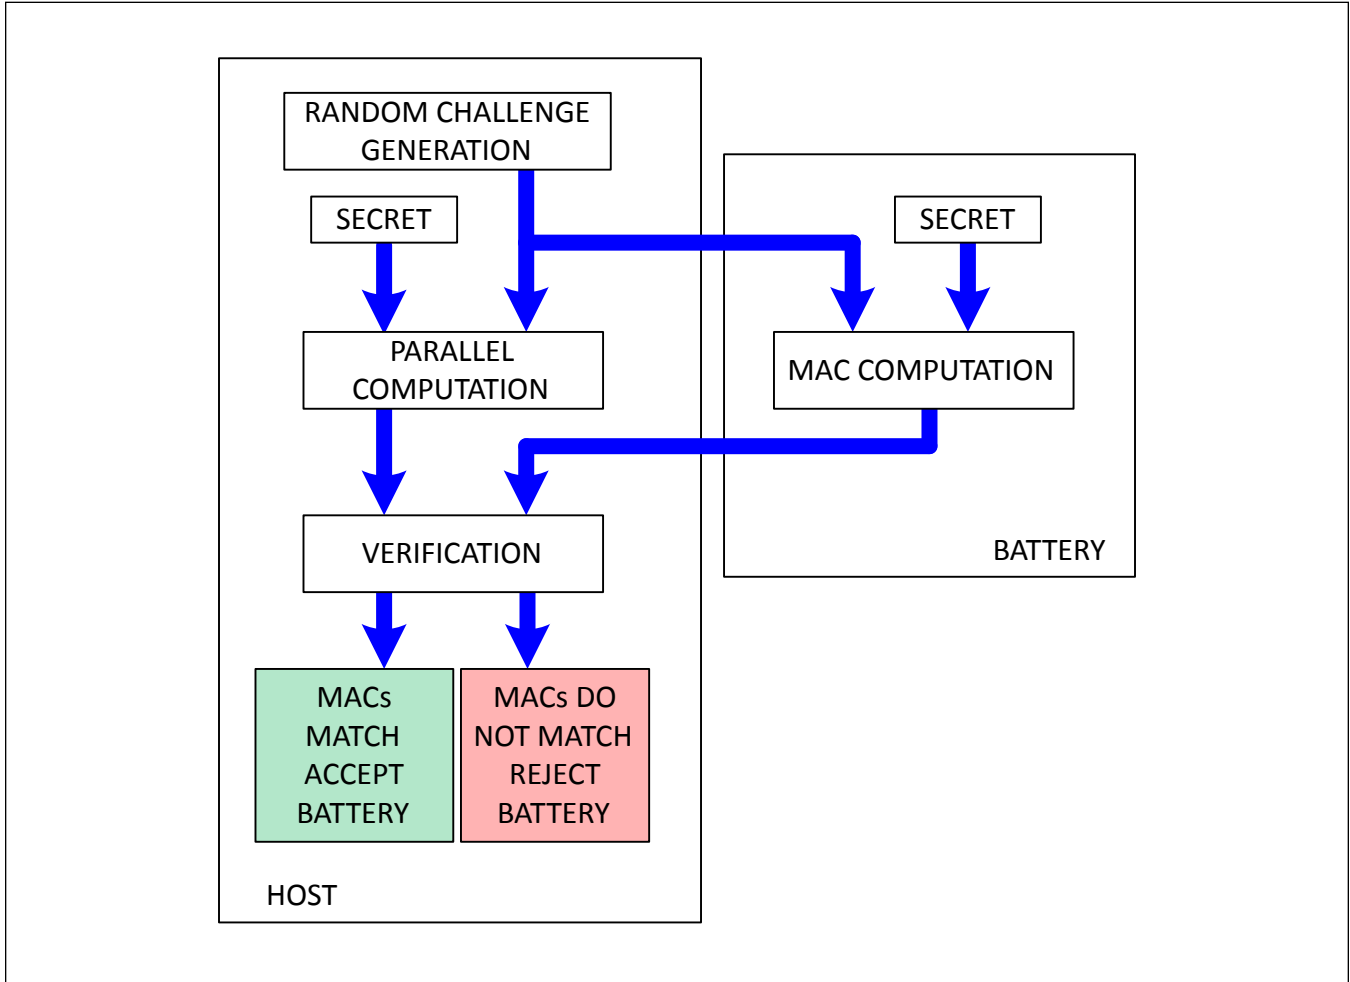 RANDOM CHALLENGE
GENERATION
SECRET
SECRET
PARALLEL
COMPUTATION
MAC COMPUTATION
VERIFICATION
BATTERY
MACs
MATCH
ACCEPT
BATTERY
MACs DO
NOT MATCH
REJECT
BATTERY
HOST